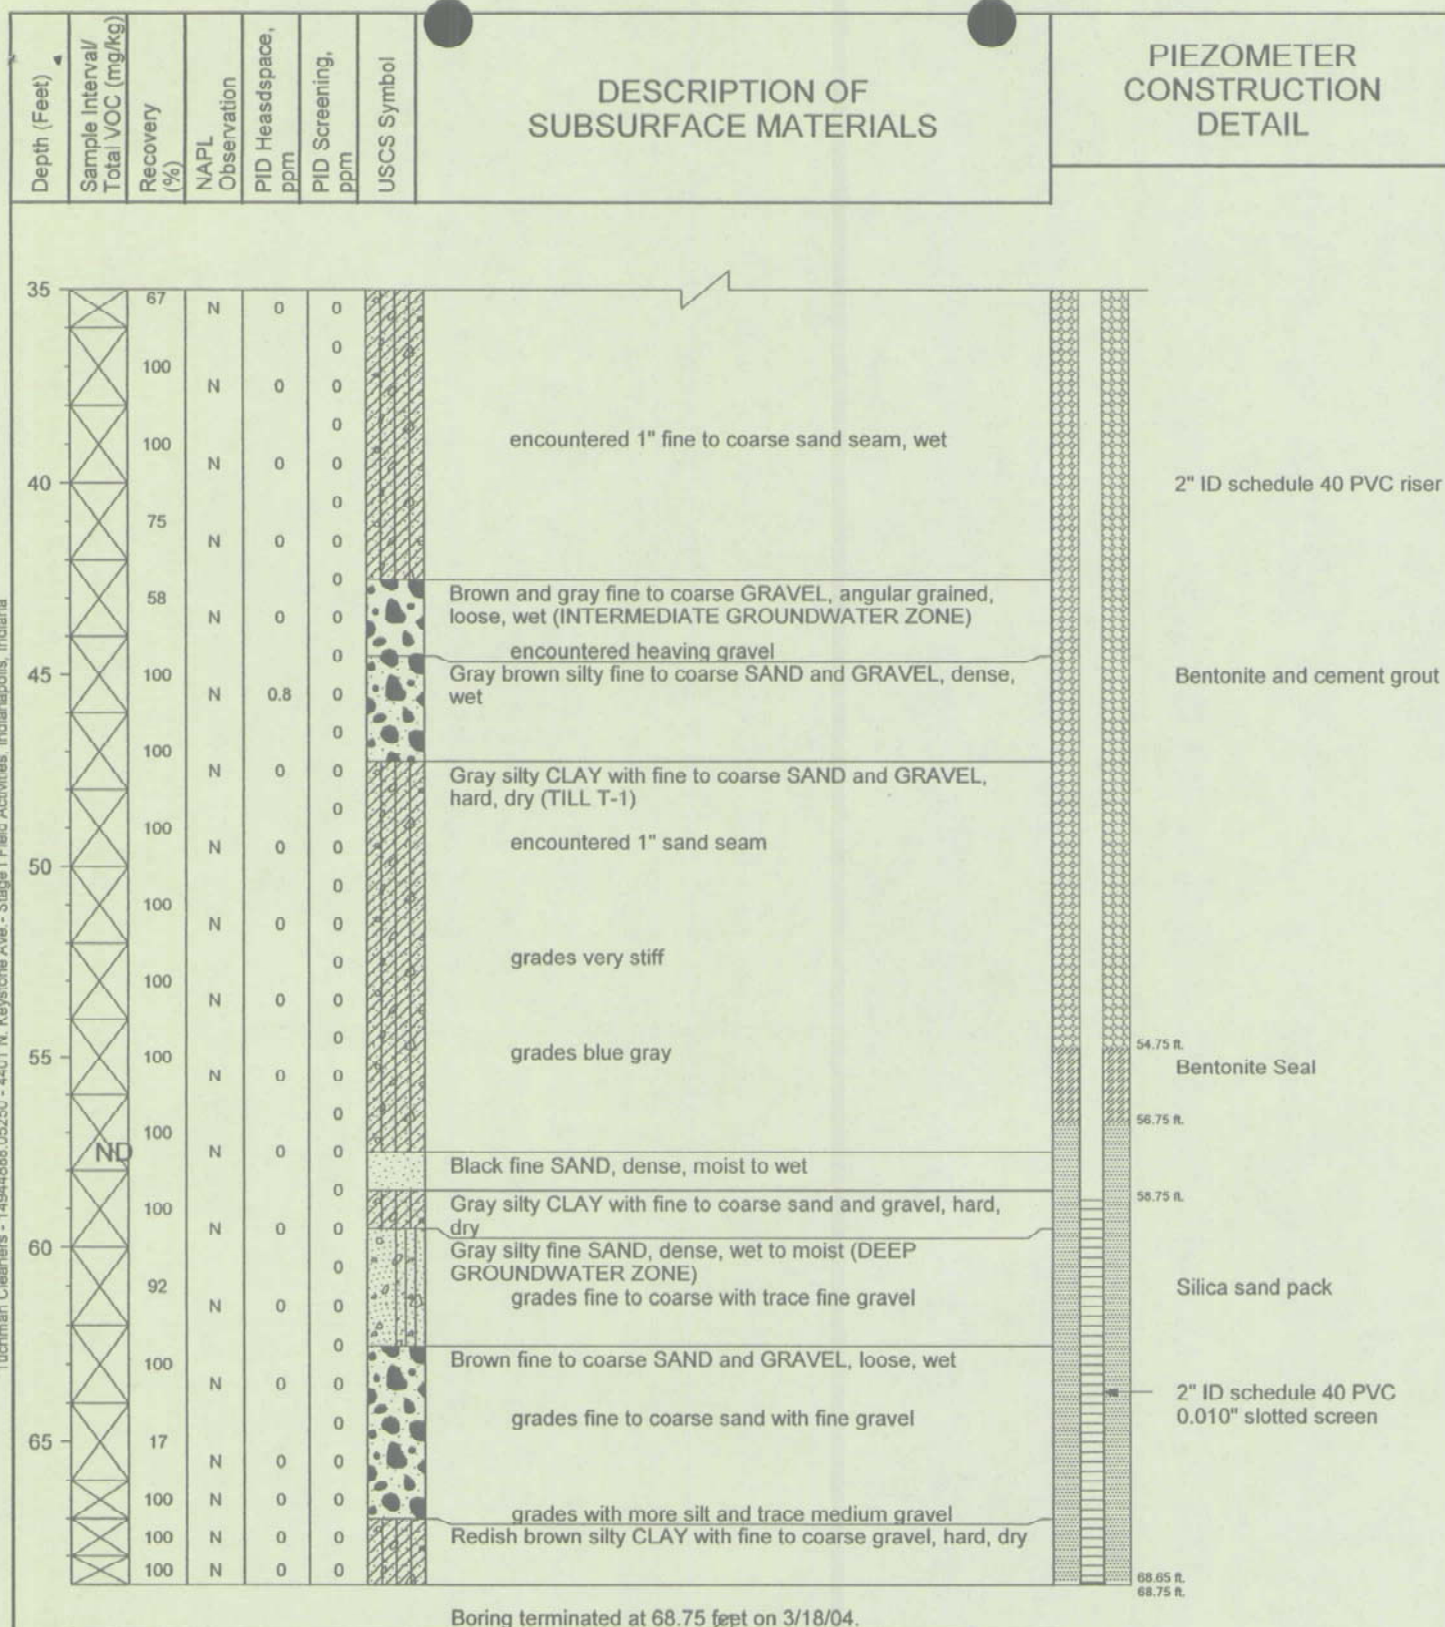 Depth (Feet)
Sample Interval/
Total VOC (mg/kg)
Recovery
(%)
NAPL
Observation
PID Heasdspace,
ppm
PID Screening,
ppm
USCS Symbol
DESCRIPTION OF
SUBSURFACE MATERIALS
PIEZOMETER
CONSTRUCTION
DETAIL
35
67
N 0 0
0
100
N 0 0
0
100
encountered 1" fine to coarse sand seam, wet
N 0 0
40
2" ID schedule 40 PVC riser
0
75
N 0 0
0
58
Brown and gray fine to coarse GRAVEL, angular grained,
loose, wet (INTERMEDIATE GROUNDWATER ZONE)
N 0 0
encountered heaving gravel
0
45
100
Gray brown silty fine to coarse SAND and GRAVEL, dense,
wet
Bentonite and cement grout
N 0.8 0
0
100
N 0 0
Gray silty CLAY with fine to coarse SAND and GRAVEL,
hard, dry (TILL T-1)
0
100
encountered 1" sand seam
N 0 0
50
0
100
N 0 0
grades very stiff
0
100
N 0 0
0
grades blue gray
54.75 ft.
55
100
Bentonite Seal
N 0 0
0
56.75 ft.
100
ND
N 0 0
Black fine SAND, dense, moist to wet
0
58.75 ft.
100
Gray silty CLAY with fine to coarse sand and gravel, hard,
dry
N 0 0
60
Gray silty fine SAND, dense, wet to moist (DEEP
GROUNDWATER ZONE)
0
92
grades fine to coarse with trace fine gravel
Silica sand pack
N 0 0
0
100
Brown fine to coarse SAND and GRAVEL, loose, wet
N 0 0
2" ID schedule 40 PVC
0.010" slotted screen
grades fine to coarse sand with fine gravel
0
65
17
N 0 0
100 N 0 0
grades with more silt and trace medium gravel
100 N 0 0
Redish brown silty CLAY with fine to coarse gravel, hard, dry
100 N 0 0
68.65 ft.
68.75 ft.
Boring terminated at 68.75 feet on 3/18/04.
Tuchman Cleaners - 14944888.05250 - 4401 N. Keystone Ave. - Stage I Field Activities, Indianapolis, Indiana